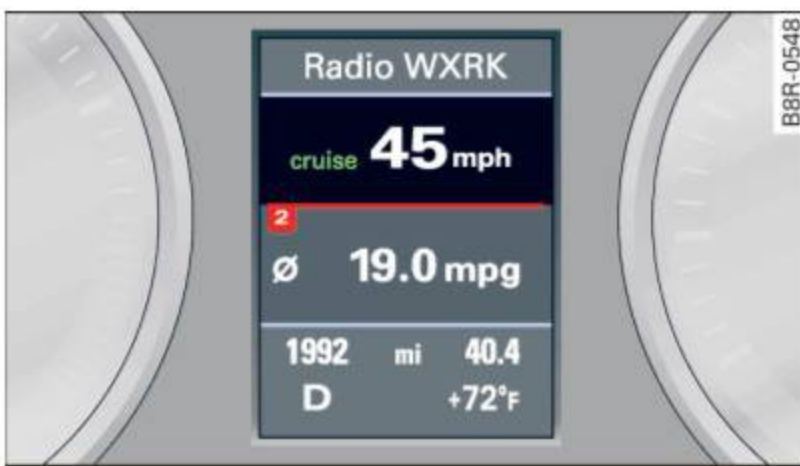 Radio WXRK
cruise 45 mph
2
Ø 19.0 mpg
1992 mi 40.4
D +72°F
B8R-0548